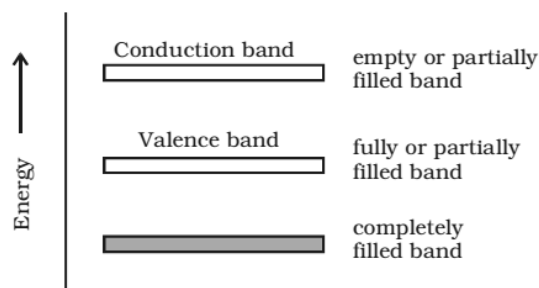 Conduction band
empty or partially
filled band
Valence band
fully or partially
filled band
Energy
completely
filled band